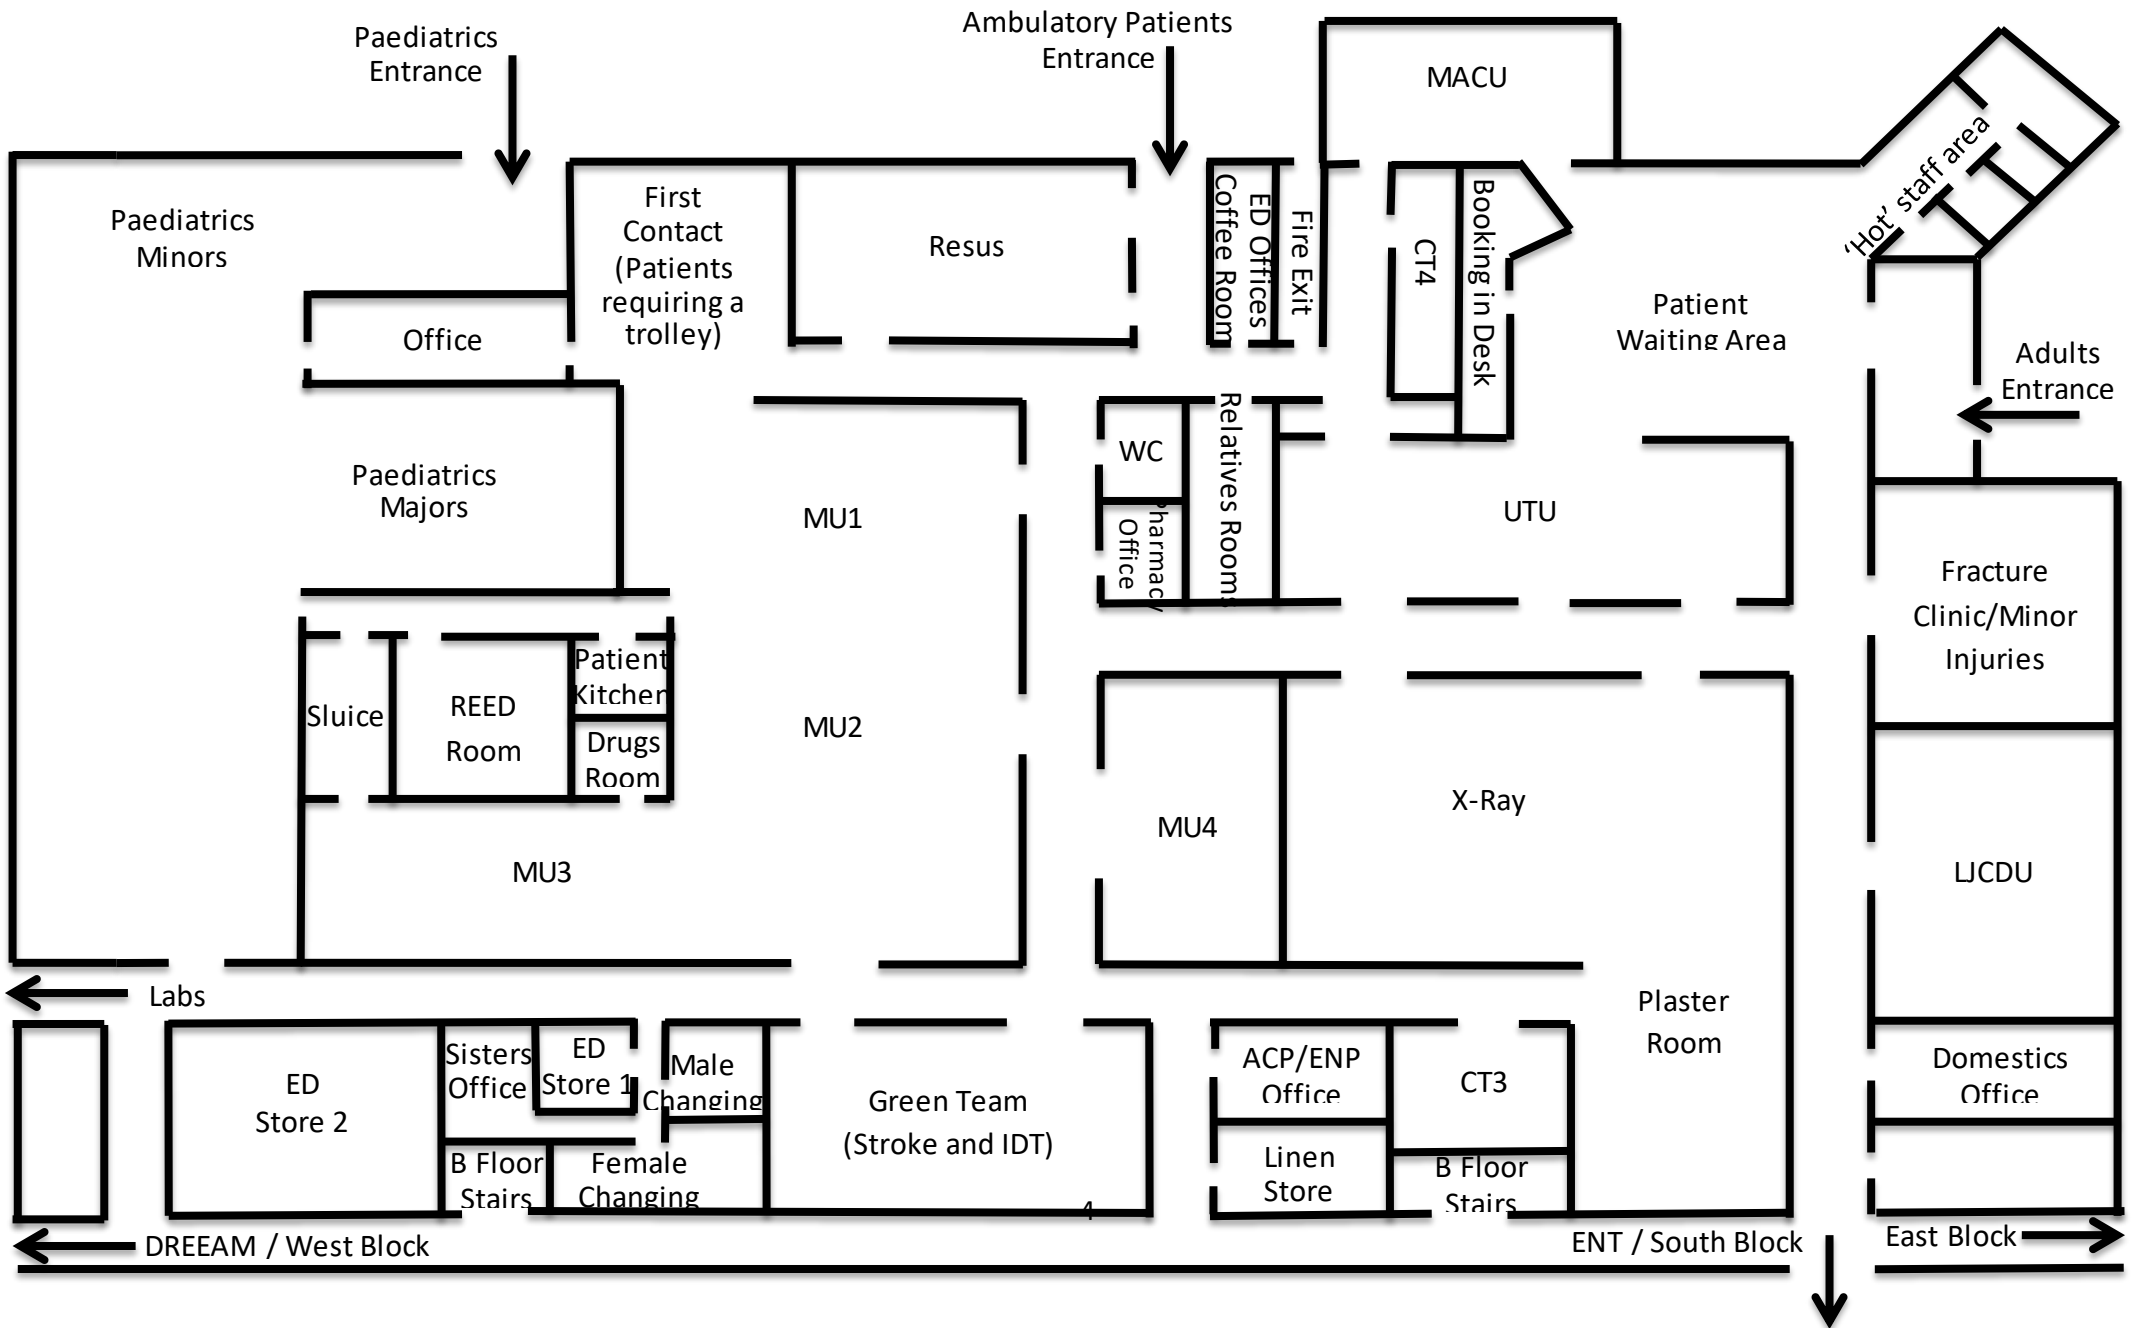 Paediatrics
Entrance
Ambulatory Patients
Entrance
MACU
Paediatrics
Minors
First
Contact
(Patients
requiring a
trolley)
Resus
Coffee Room
ED Offices
Fire Exit
CT4
Booking in Desk
'Hot' staff area
Patient
Waiting Area
Adults
Entrance
Office
Paediatrics
Majors
MU1
WC
Pharmacy
Office
Relatives Rooms
UTU
Fracture
Clinic/Minor
Injuries
Sluice
REED
Room
Patient
Kitchen
Drugs
Room
MU2
MU3
MU4
X-Ray
LJCDU
Labs
Plaster
Room
ED
Store 2
Sisters
Office
ED
Store 1
Male
Changing
Green Team
(Stroke and IDT)
ACP/ENP
Office
CT3
Domestics
Office
B Floor
Stairs
Female
Changing
Linen
Store
B Floor
Stairs
4
DREEAM / West Block
ENT / South Block
East Block